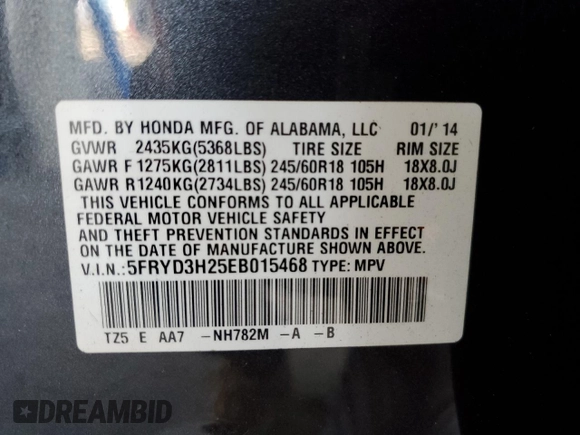 MFD. BY HONDA MFG. OF ALABAMA, LLC 01/' 14
GVWR 2435KG(5368LBS) TIRE SIZE RIM SIZE
GAWR F 1275KG(2811LBS) 245/60R18 105H 18X8.0J
GAWR R 1240KG(2734LBS) 245/60R18 105H 18X8.0J
THIS VEHICLE CONFORMS TO ALL APPLICABLE
FEDERAL MOTOR VEHICLE SAFETY
AND THEFT PREVENTION STANDARDS IN EFFECT
ON THE DATE OF MANUFACTURE SHOWN ABOVE.
V.I.N.: 5FRYD3H25EB015468 TYPE: MPV
TZ5 E AA7 -NH782M -A -B
DREAMBID